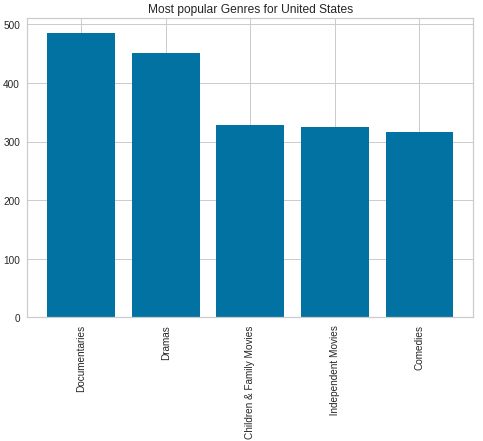 Most popular Genres for United States
500
400
300
200
100
0
Documentaries
Dramas
Children & Family Movies
Independent Movies
Comedies